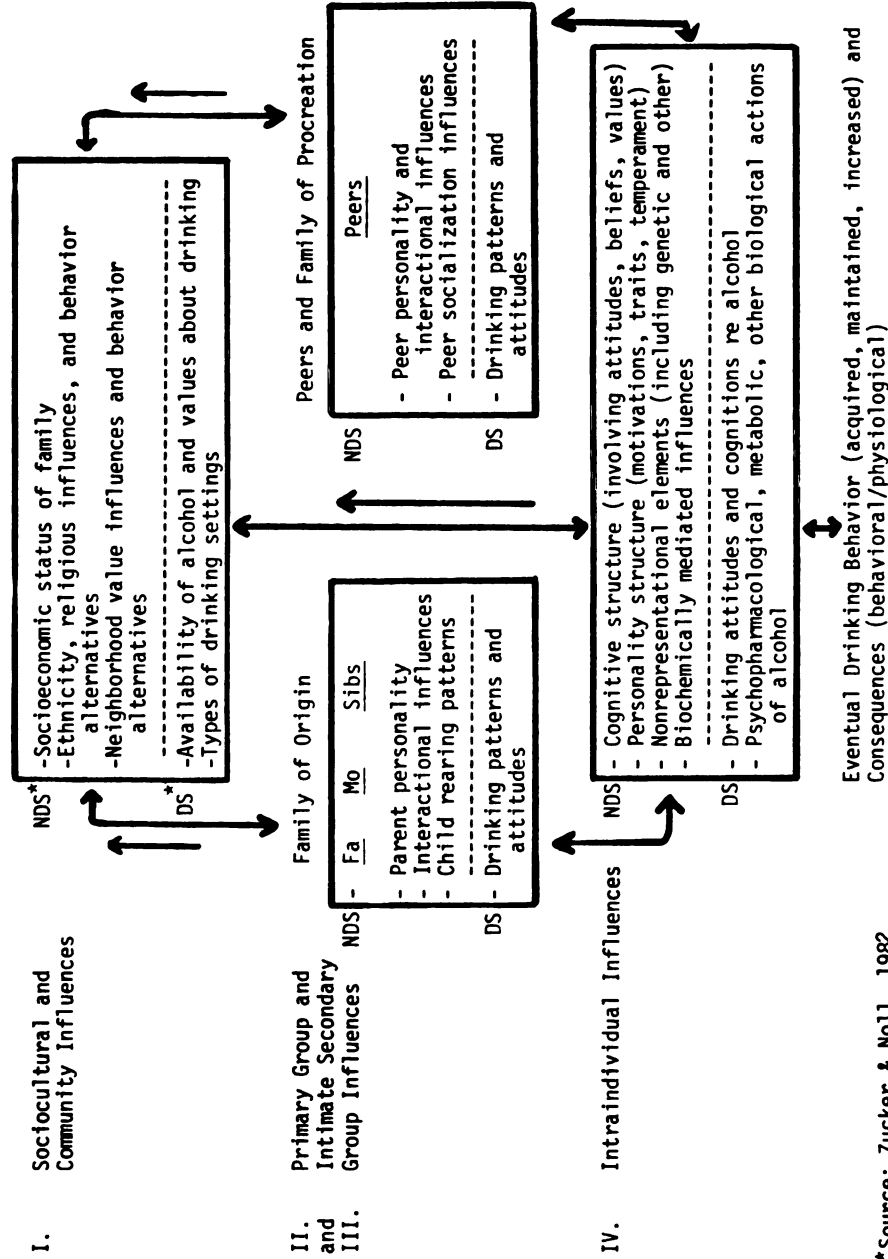 I. Sociocultural and
Community Influences
NDS* -Socioeconomic status of family
-Ethnicity, religious influences, and behavior
alternatives
-Neighborhood value influences and behavior
alternatives
DS* -Availability of alcohol and values about drinking
-Types of drinking settings
II.
and
III.
Primary Group and
Intimate Secondary
Group Influences
Family of Origin
NDS - Fa Mo Sibs
- Parent personality
- Interactional influences
- Child rearing patterns
DS - Drinking patterns and
attitudes
Peers and Family of Procreation
NDS Peers
- Peer personality and
interactional influences
- Peer socialization influences
DS - Drinking patterns and
attitudes
IV. Intraindividual Influences
NDS - Cognitive structure (involving attitudes, beliefs, values)
- Personality structure (motivations, traits, temperament)
- Nonrepresentational elements (including genetic and other)
- Biochemically mediated influences
DS - Drinking attitudes and cognitions re alcohol
- Psychopharmacological, metabolic, other biological actions
of alcohol
Eventual Drinking Behavior (acquired, maintained, increased) and
Consequences (behavioral/physiological)
*Source: Zucker & Noll, 1982